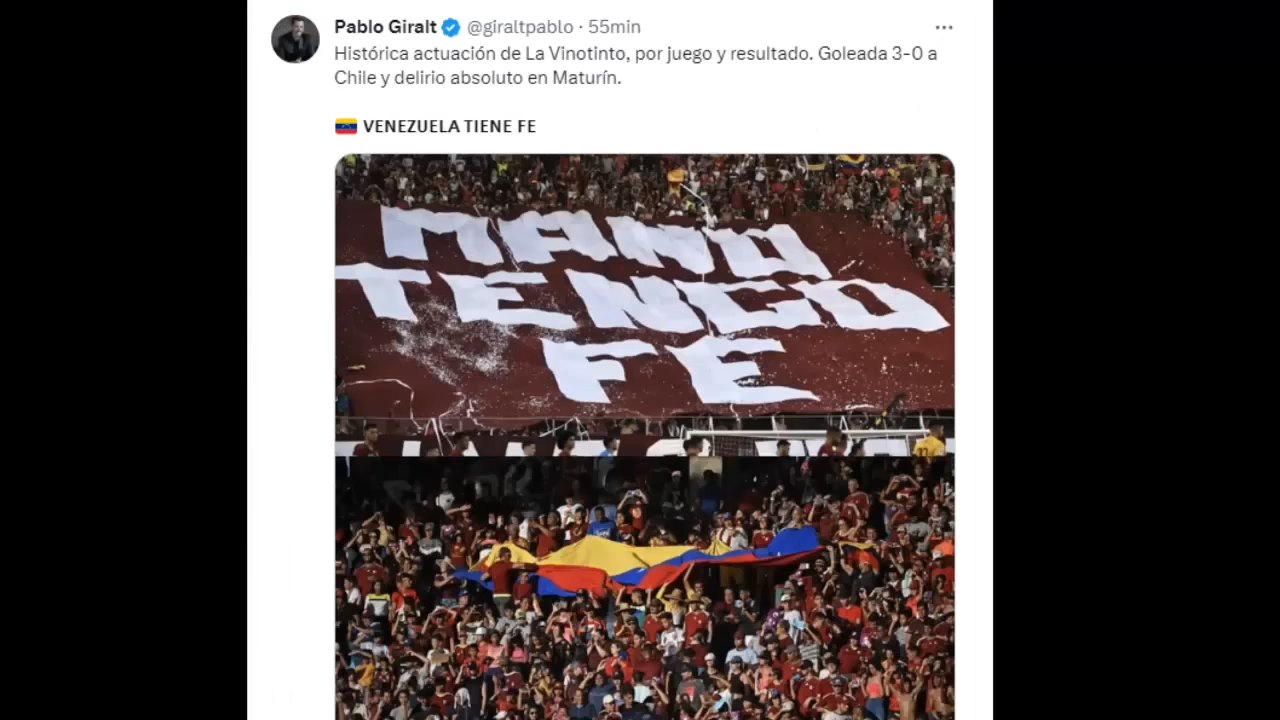 Pablo Giralt @giraltpablo · 55min
Histórica actuación de La Vinotinto, por juego y resultado. Goleada 3-0 a
Chile y delirio absoluto en Maturín.
VENEZUELA TIENE FE
MANO
TENGO
FE